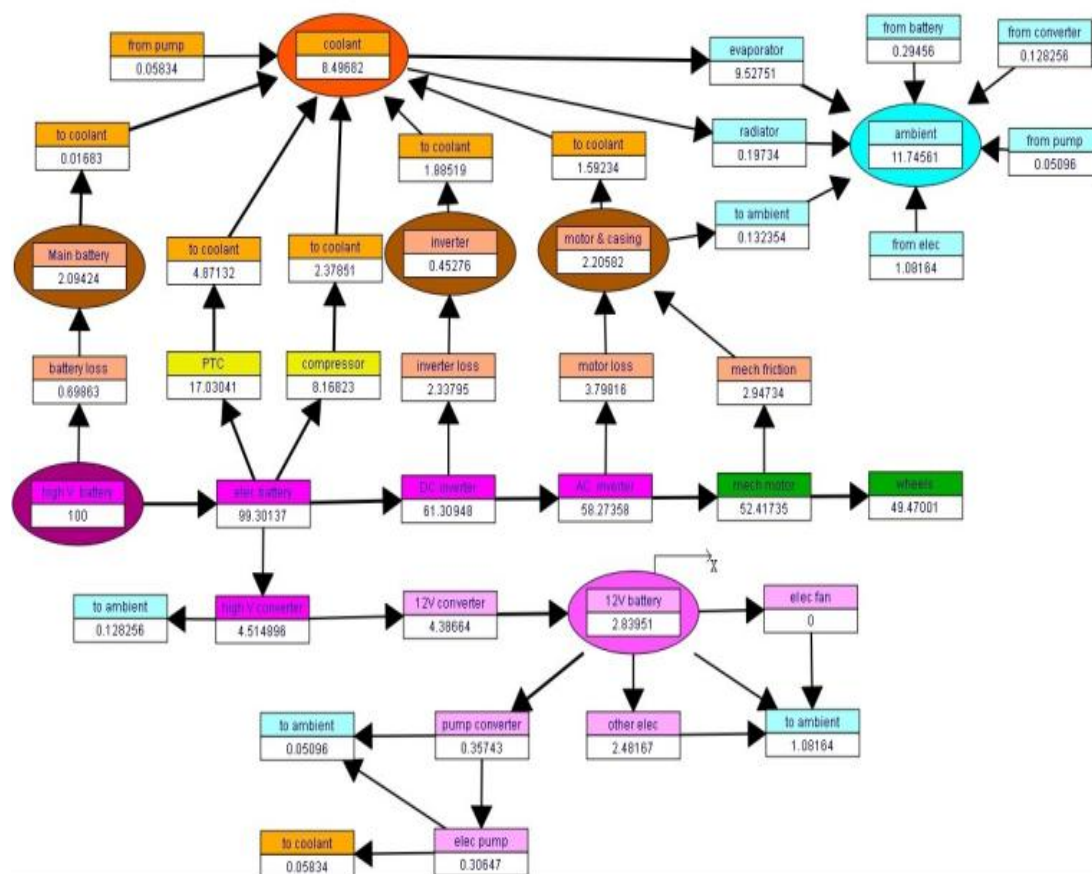 from pump
0.05834
coolant
8.49682
evaporator
9.52751
from battery
0.29456
from converter
0.128256
to coolant
0.01683
to coolant
1.88519
to coolant
1.59234
radiator
0.19734
ambient
11.74561
from pump
0.05096
Main battery
2.09424
to coolant
4.87132
to coolant
2.37851
inverter
0.45276
motor & casing
2.20582
to ambient
0.132354
from elec
1.08164
battery loss
0.69863
PTC
17.03041
compressor
8.16823
inverter loss
2.33795
motor loss
3.79816
mech friction
2.94734
high V battery
100
elec battery
99.30137
DC inverter
61.30948
AC inverter
58.27358
mech motor
52.41735
wheels
49.47001
X
to ambient
0.128256
high V converter
4.514896
12V converter
4.38664
12V battery
2.83951
elec fan
0
to ambient
0.05096
pump converter
0.35743
other elec
2.48167
to ambient
1.08164
to coolant
0.05834
elec pump
0.30647